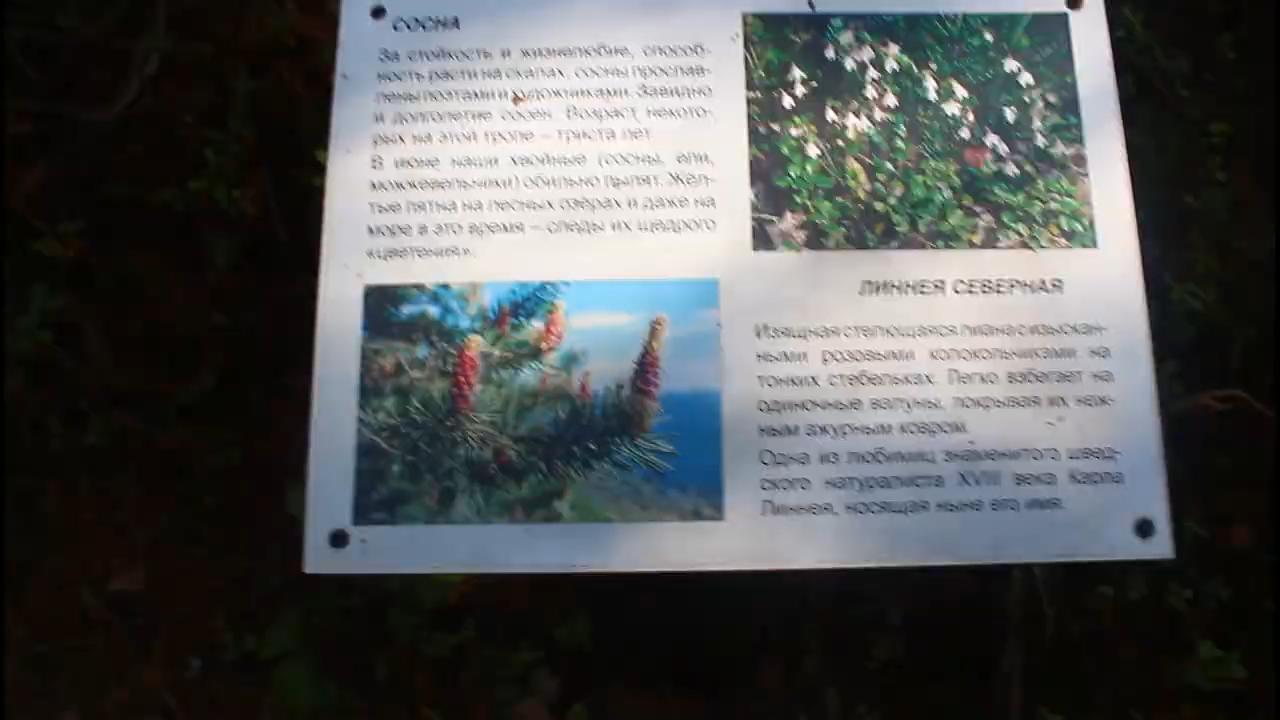 СОСНА
За стойкость и жизнелюбие, способ-
ность расти на скалах, сосны прослав-
лены поэтами и художниками. Завидно
и долголетие сосен. Возраст некото-
рых на этой тропе – триста лет.
В июне наши хвойные (сосны, ели,
можжевельники) обильно пылят. Жёл-
тые пятна на лесных озёрах и даже на
море в это время – следы их щедрого
«цветения».
ЛИННЕЯ СЕВЕРНАЯ
Изящная стелющаяся лиана с изыскан-
ными розовыми колокольчиками на
тонких стебельках. Легко взбегает на
одиночные валуны, покрывая их неж-
ным ажурным ковром.
Одна из любимиц знаменитого швед-
ского натуралиста XVIII века Карла
Линнея, носящая ныне его имя.